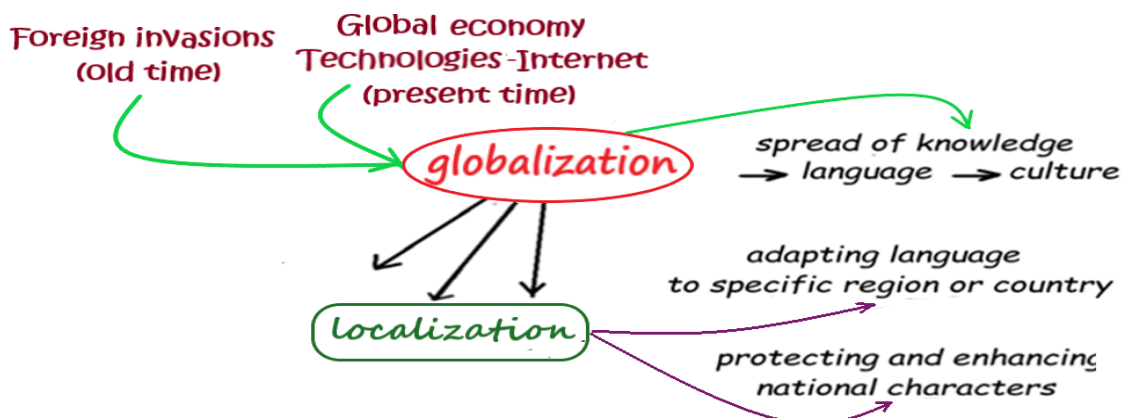 Foreign invasions
(old time)
Global economy
Technologies-Internet
(present time)
globalization
spread of knowledge
language
culture
adapting language
to specific region or country
localization
protecting and enhancing
national characters